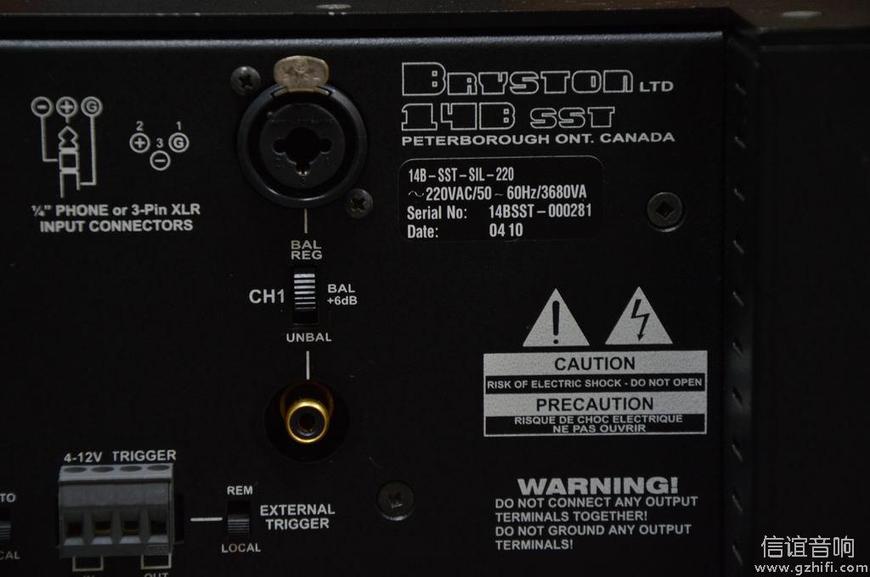 BRYSTON LTD
14B SST
PETERBOROUGH ONT. CANADA
14B-SST-SIL-220
~220VAC/50~60Hz/3680VA
Serial No: 14BSST-000281
Date: 04 10
- + G
2 1
+ 3 G
-
¼" PHONE or 3-Pin XLR
INPUT CONNECTORS
BAL
REG
CH1
BAL
+6dB
UNBAL
CAUTION
RISK OF ELECTRIC SHOCK - DO NOT OPEN
PRECAUTION
RISQUE DE CHOC ELECTRIQUE
NE PAS OUVRIR
4-12V TRIGGER
REM
EXTERNAL
TRIGGER
LOCAL
OUT
WARNING!
DO NOT CONNECT ANY OUTPUT
TERMINALS TOGETHER!
DO NOT GROUND ANY OUTPUT
TERMINALS!
信谊音响
www.gzhifi.com